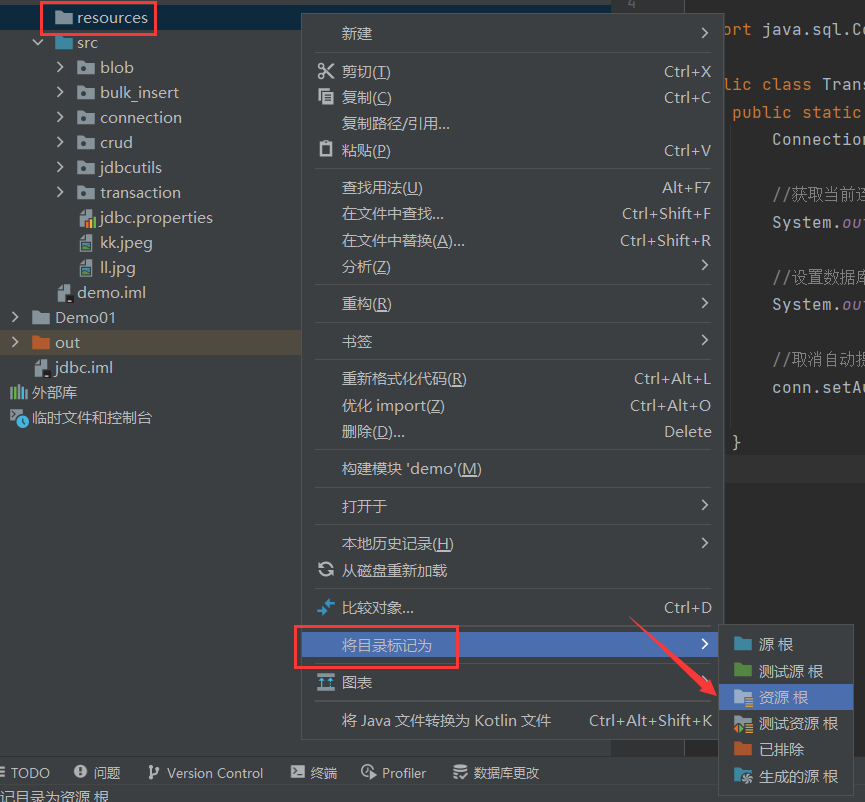 resources
src
blob
bulk_insert
connection
crud
jdbcutils
transaction
jdbc.properties
kk.jpeg
ll.jpg
demo.iml
Demo01
out
jdbc.iml
外部库
临时文件和控制台
新建
剪切(T) Ctrl+X
复制(C) Ctrl+C
复制路径/引用...
粘贴(P) Ctrl+V
查找用法(U) Alt+F7
在文件中查找... Ctrl+Shift+F
在文件中替换(A)... Ctrl+Shift+R
分析(Z)
重构(R)
书签
重新格式化代码(R) Ctrl+Alt+L
优化 import(Z) Ctrl+Alt+O
删除(D)... Delete
构建模块 'demo'(M)
打开于
本地历史记录(H)
从磁盘重新加载
比较对象... Ctrl+D
将目录标记为
图表
将 Java 文件转换为 Kotlin 文件 Ctrl+Alt+Shift+K
源 根
测试源 根
资源 根
测试资源 根
已排除
生成的源 根
4
ort java.sql.Co
lic class Trans
public static
Connection
//获取当前连
System.out
//设置数据库
System.out
//取消自动提
conn.setAu
}
TODO 问题 Version Control 终端 Profiler 数据库更改
记目录为资源 根